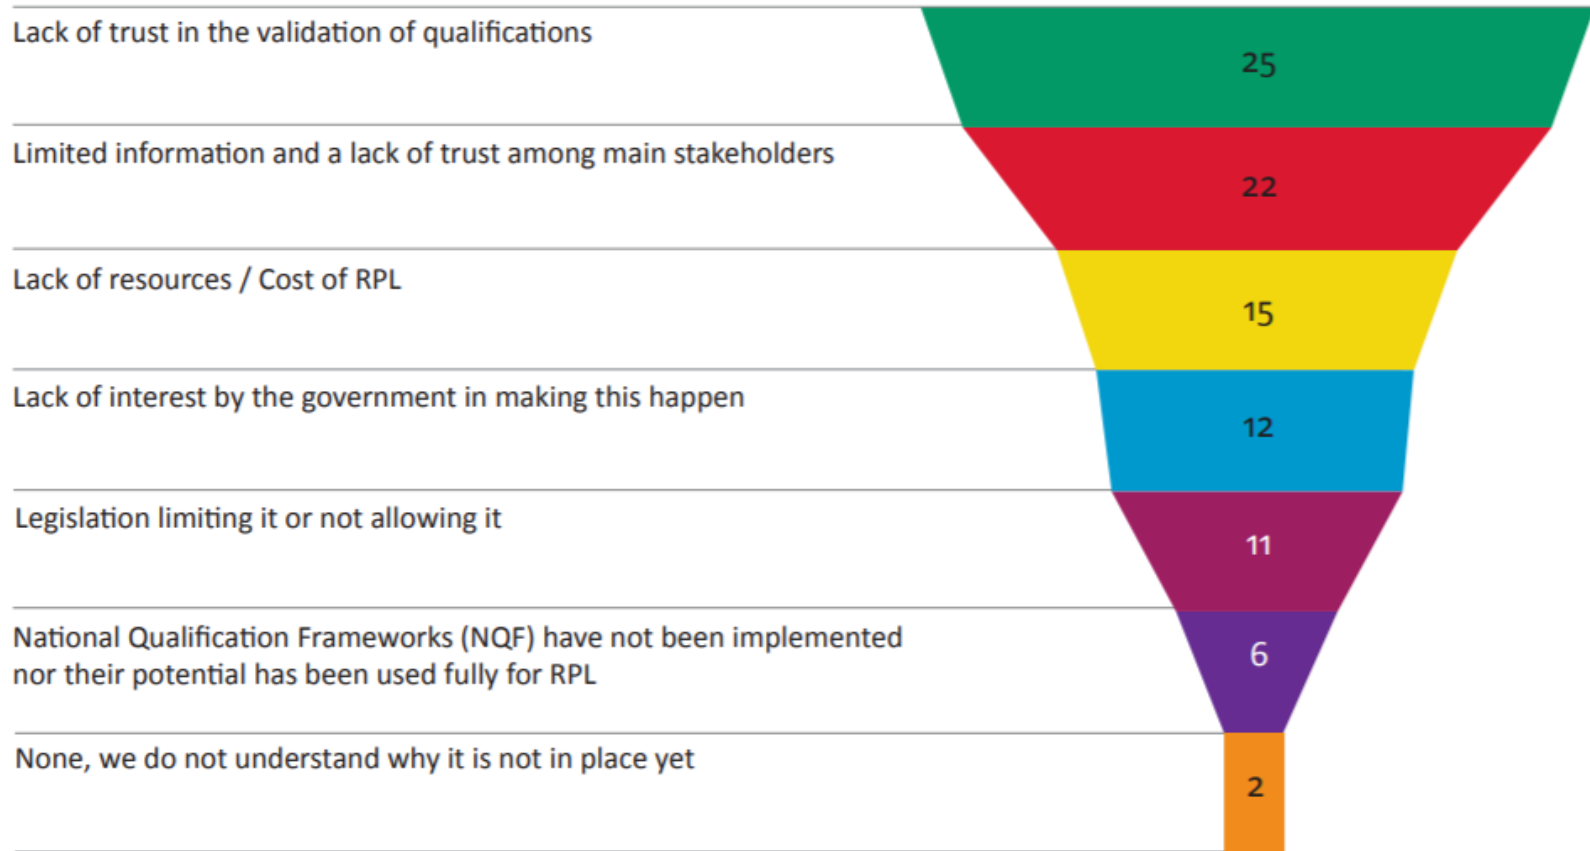 Lack of trust in the validation of qualifications
25
Limited information and a lack of trust among main stakeholders
22
Lack of resources / Cost of RPL
15
Lack of interest by the government in making this happen
12
Legislation limiting it or not allowing it
11
National Qualification Frameworks (NQF) have not been implemented
nor their potential has been used fully for RPL
6
None, we do not understand why it is not in place yet
2